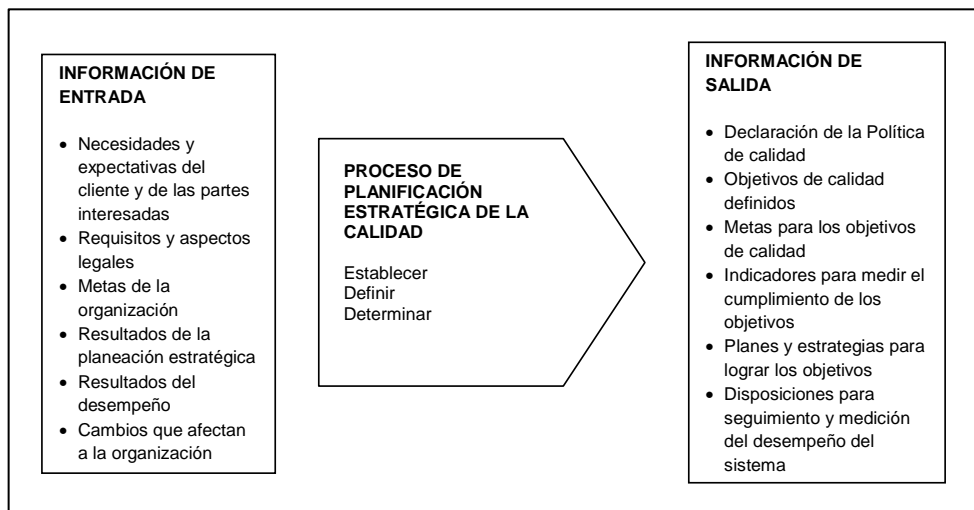 INFORMACIÓN DE
ENTRADA
• Necesidades y
expectativas del
cliente y de las partes
interesadas
• Requisitos y aspectos
legales
• Metas de la
organización
• Resultados de la
planeación estratégica
• Resultados del
desempeño
• Cambios que afectan
a la organización
PROCESO DE
PLANIFICACIÓN
ESTRATÉGICA DE LA
CALIDAD
Establecer
Definir
Determinar
INFORMACIÓN DE
SALIDA
• Declaración de la Política
de calidad
• Objetivos de calidad
definidos
• Metas para los objetivos
de calidad
• Indicadores para medir el
cumplimiento de los
objetivos
• Planes y estrategias para
lograr los objetivos
• Disposiciones para
seguimiento y medición
del desempeño del
sistema